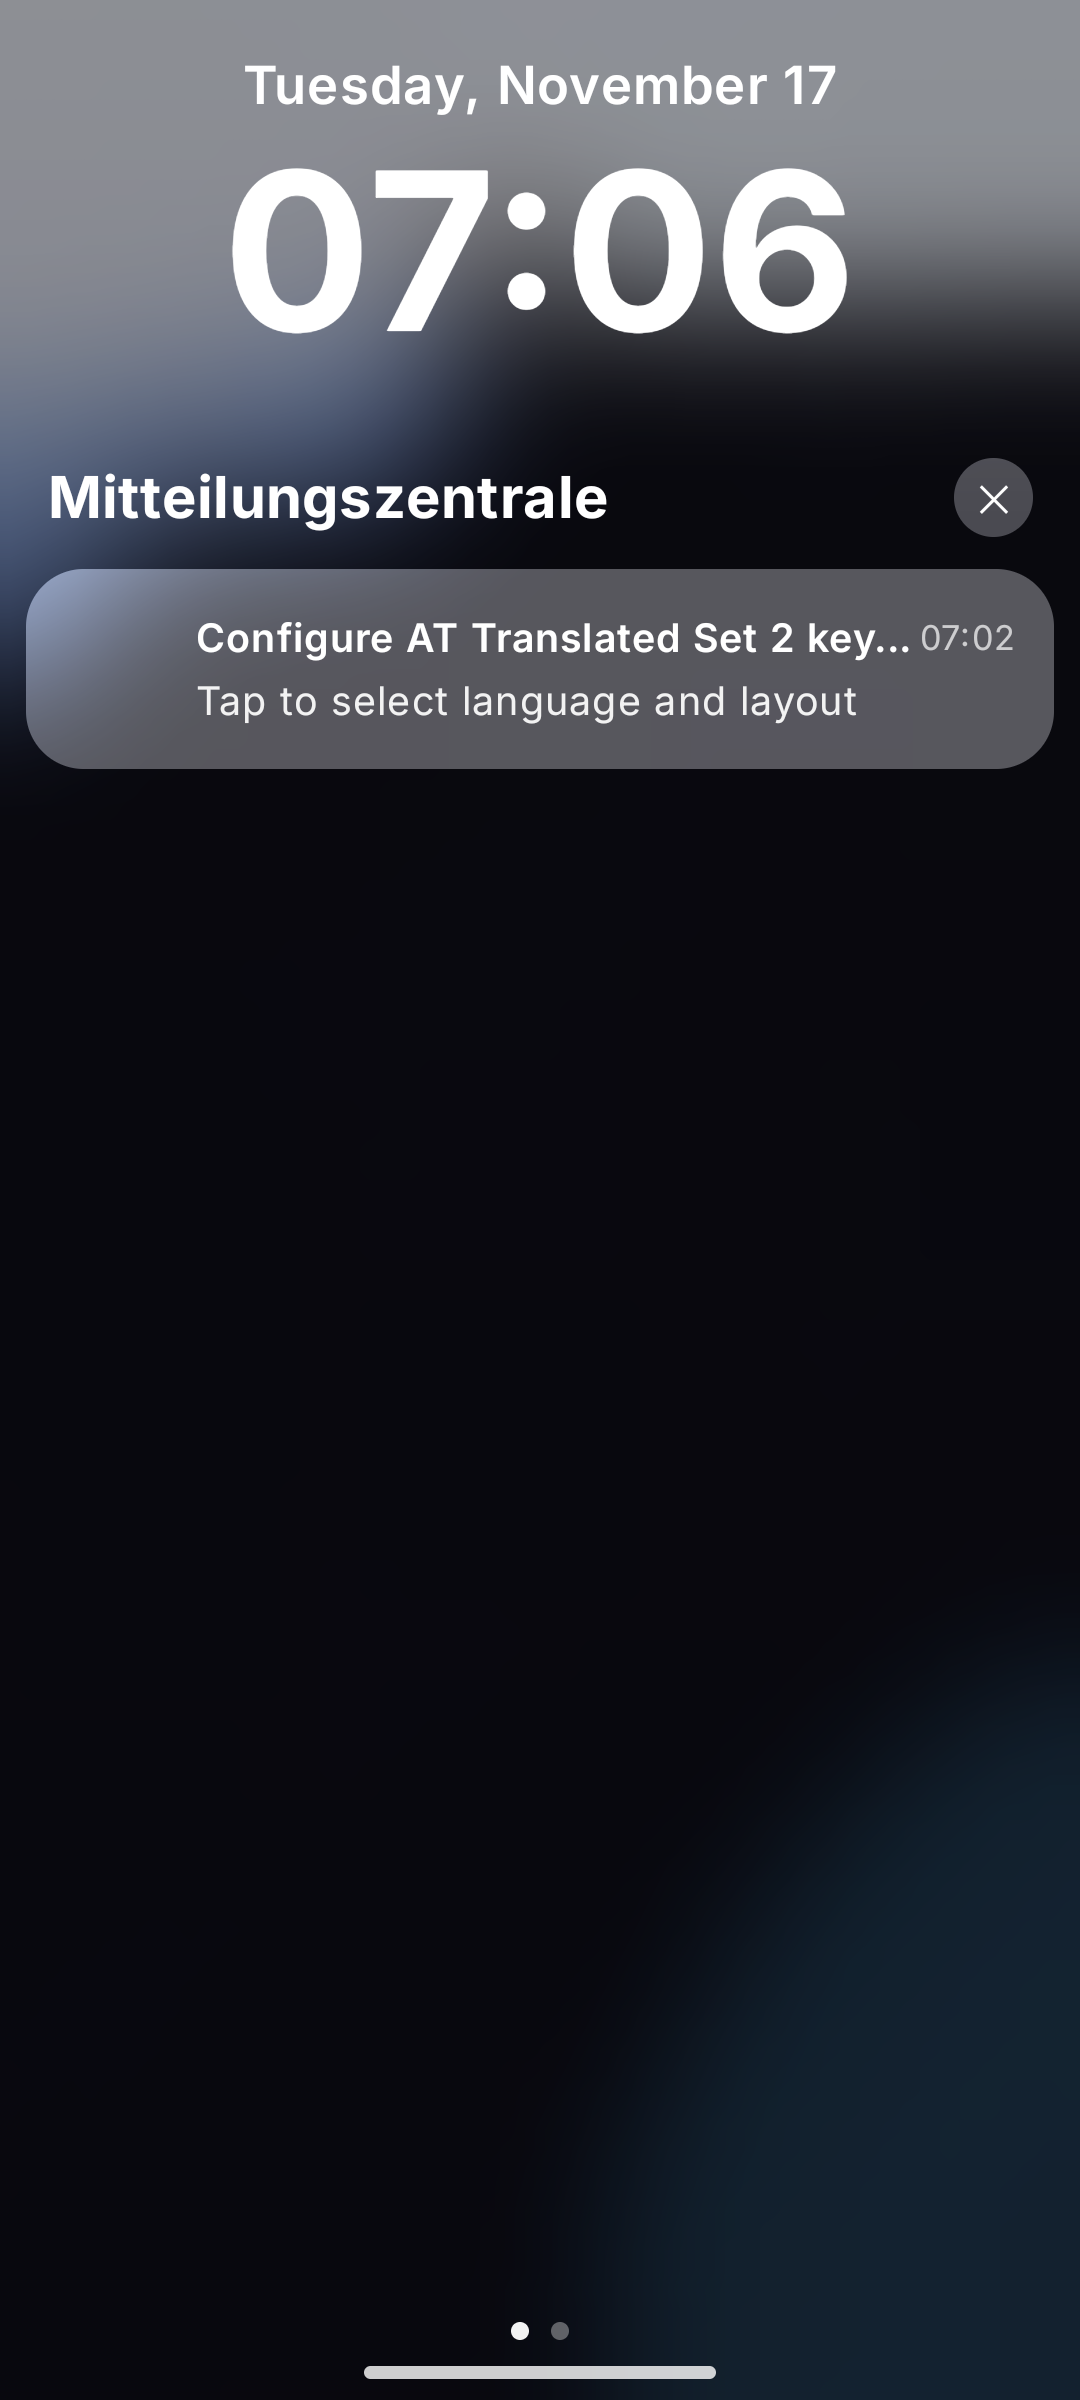 Tuesday, November 17
07:06
Mitteilungszentrale
Configure AT Translated Set 2 key... 07:02
Tap to select language and layout